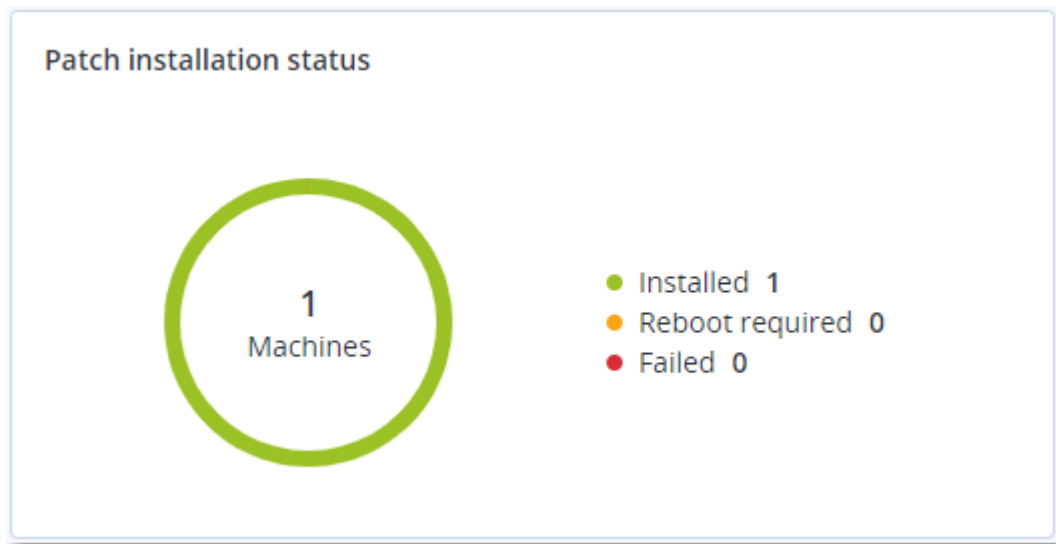 Patch installation status
1
Machines
Installed 1
Reboot required 0
Failed 0